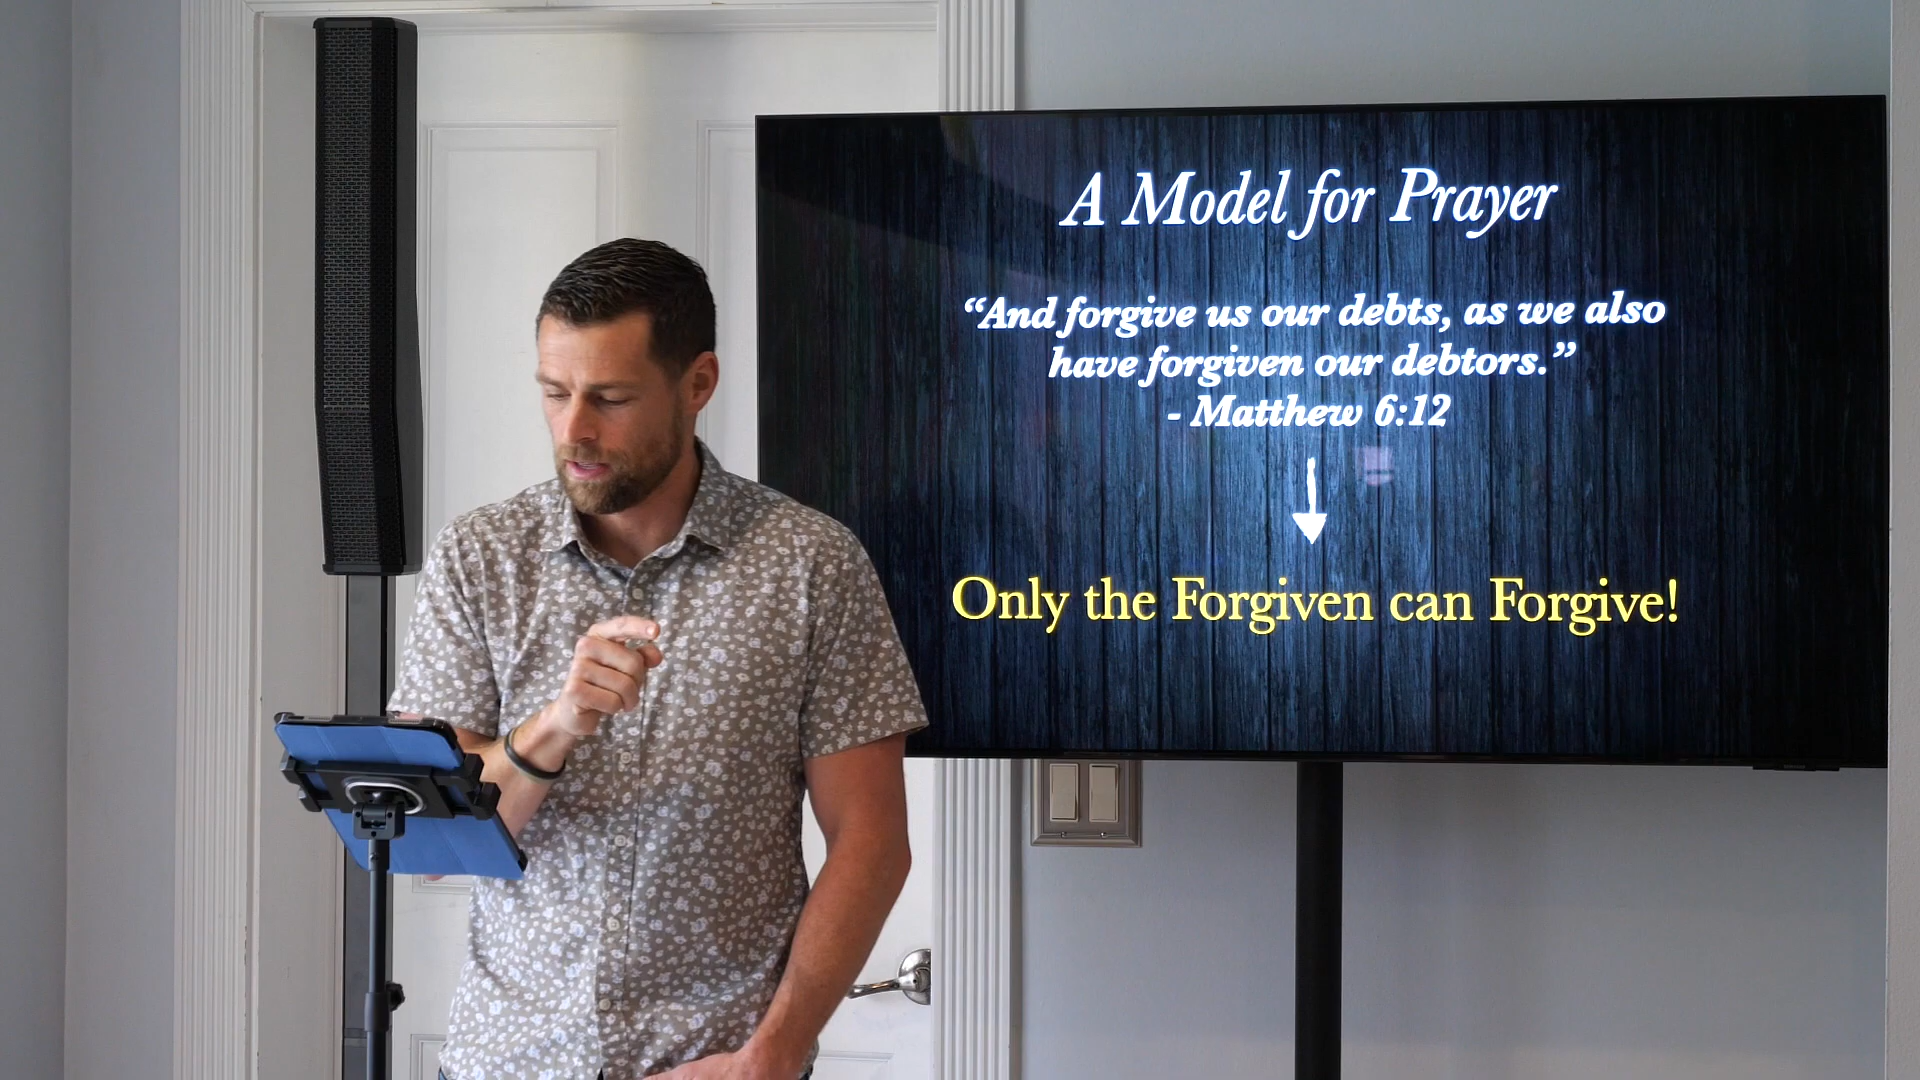 A Model for Prayer
“And forgive us our debts, as we also
have forgiven our debtors.”
- Matthew 6:12
Only the Forgiven can Forgive!